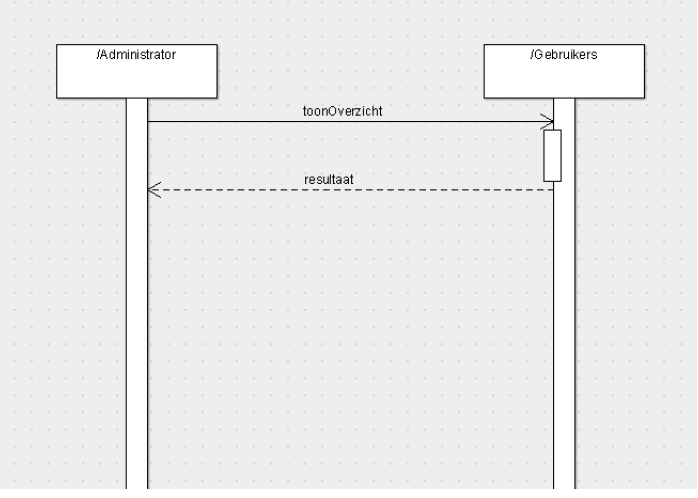 /Administrator
/Gebruikers
toonOverzicht
resultaat